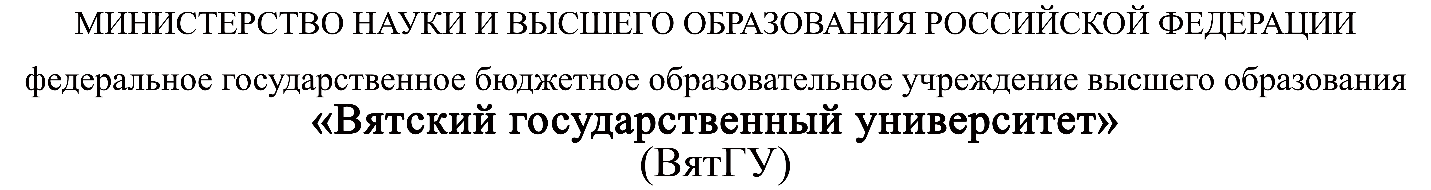 МИНИСТЕРСТВО НАУКИ И ВЫСШЕГО ОБРАЗОВАНИЯ РОССИЙСКОЙ ФЕДЕРАЦИИ
федеральное государственное бюджетное образовательное учреждение высшего образования
«Вятский государственный университет»
(ВятГУ)